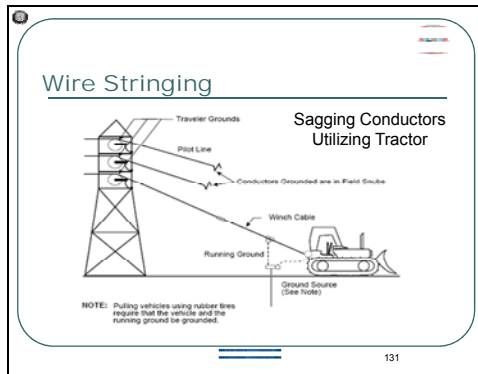 Wire Stringing
Sagging Conductors
Utilizing Tractor
Traveler Grounds
Pilot Line
Conductors Grounded are in Field Snubs
Winch Cable
Running Ground
Ground Source
(See Note)
NOTE: Pulling vehicles using rubber tires
require that the vehicle and the
running ground be grounded.
131